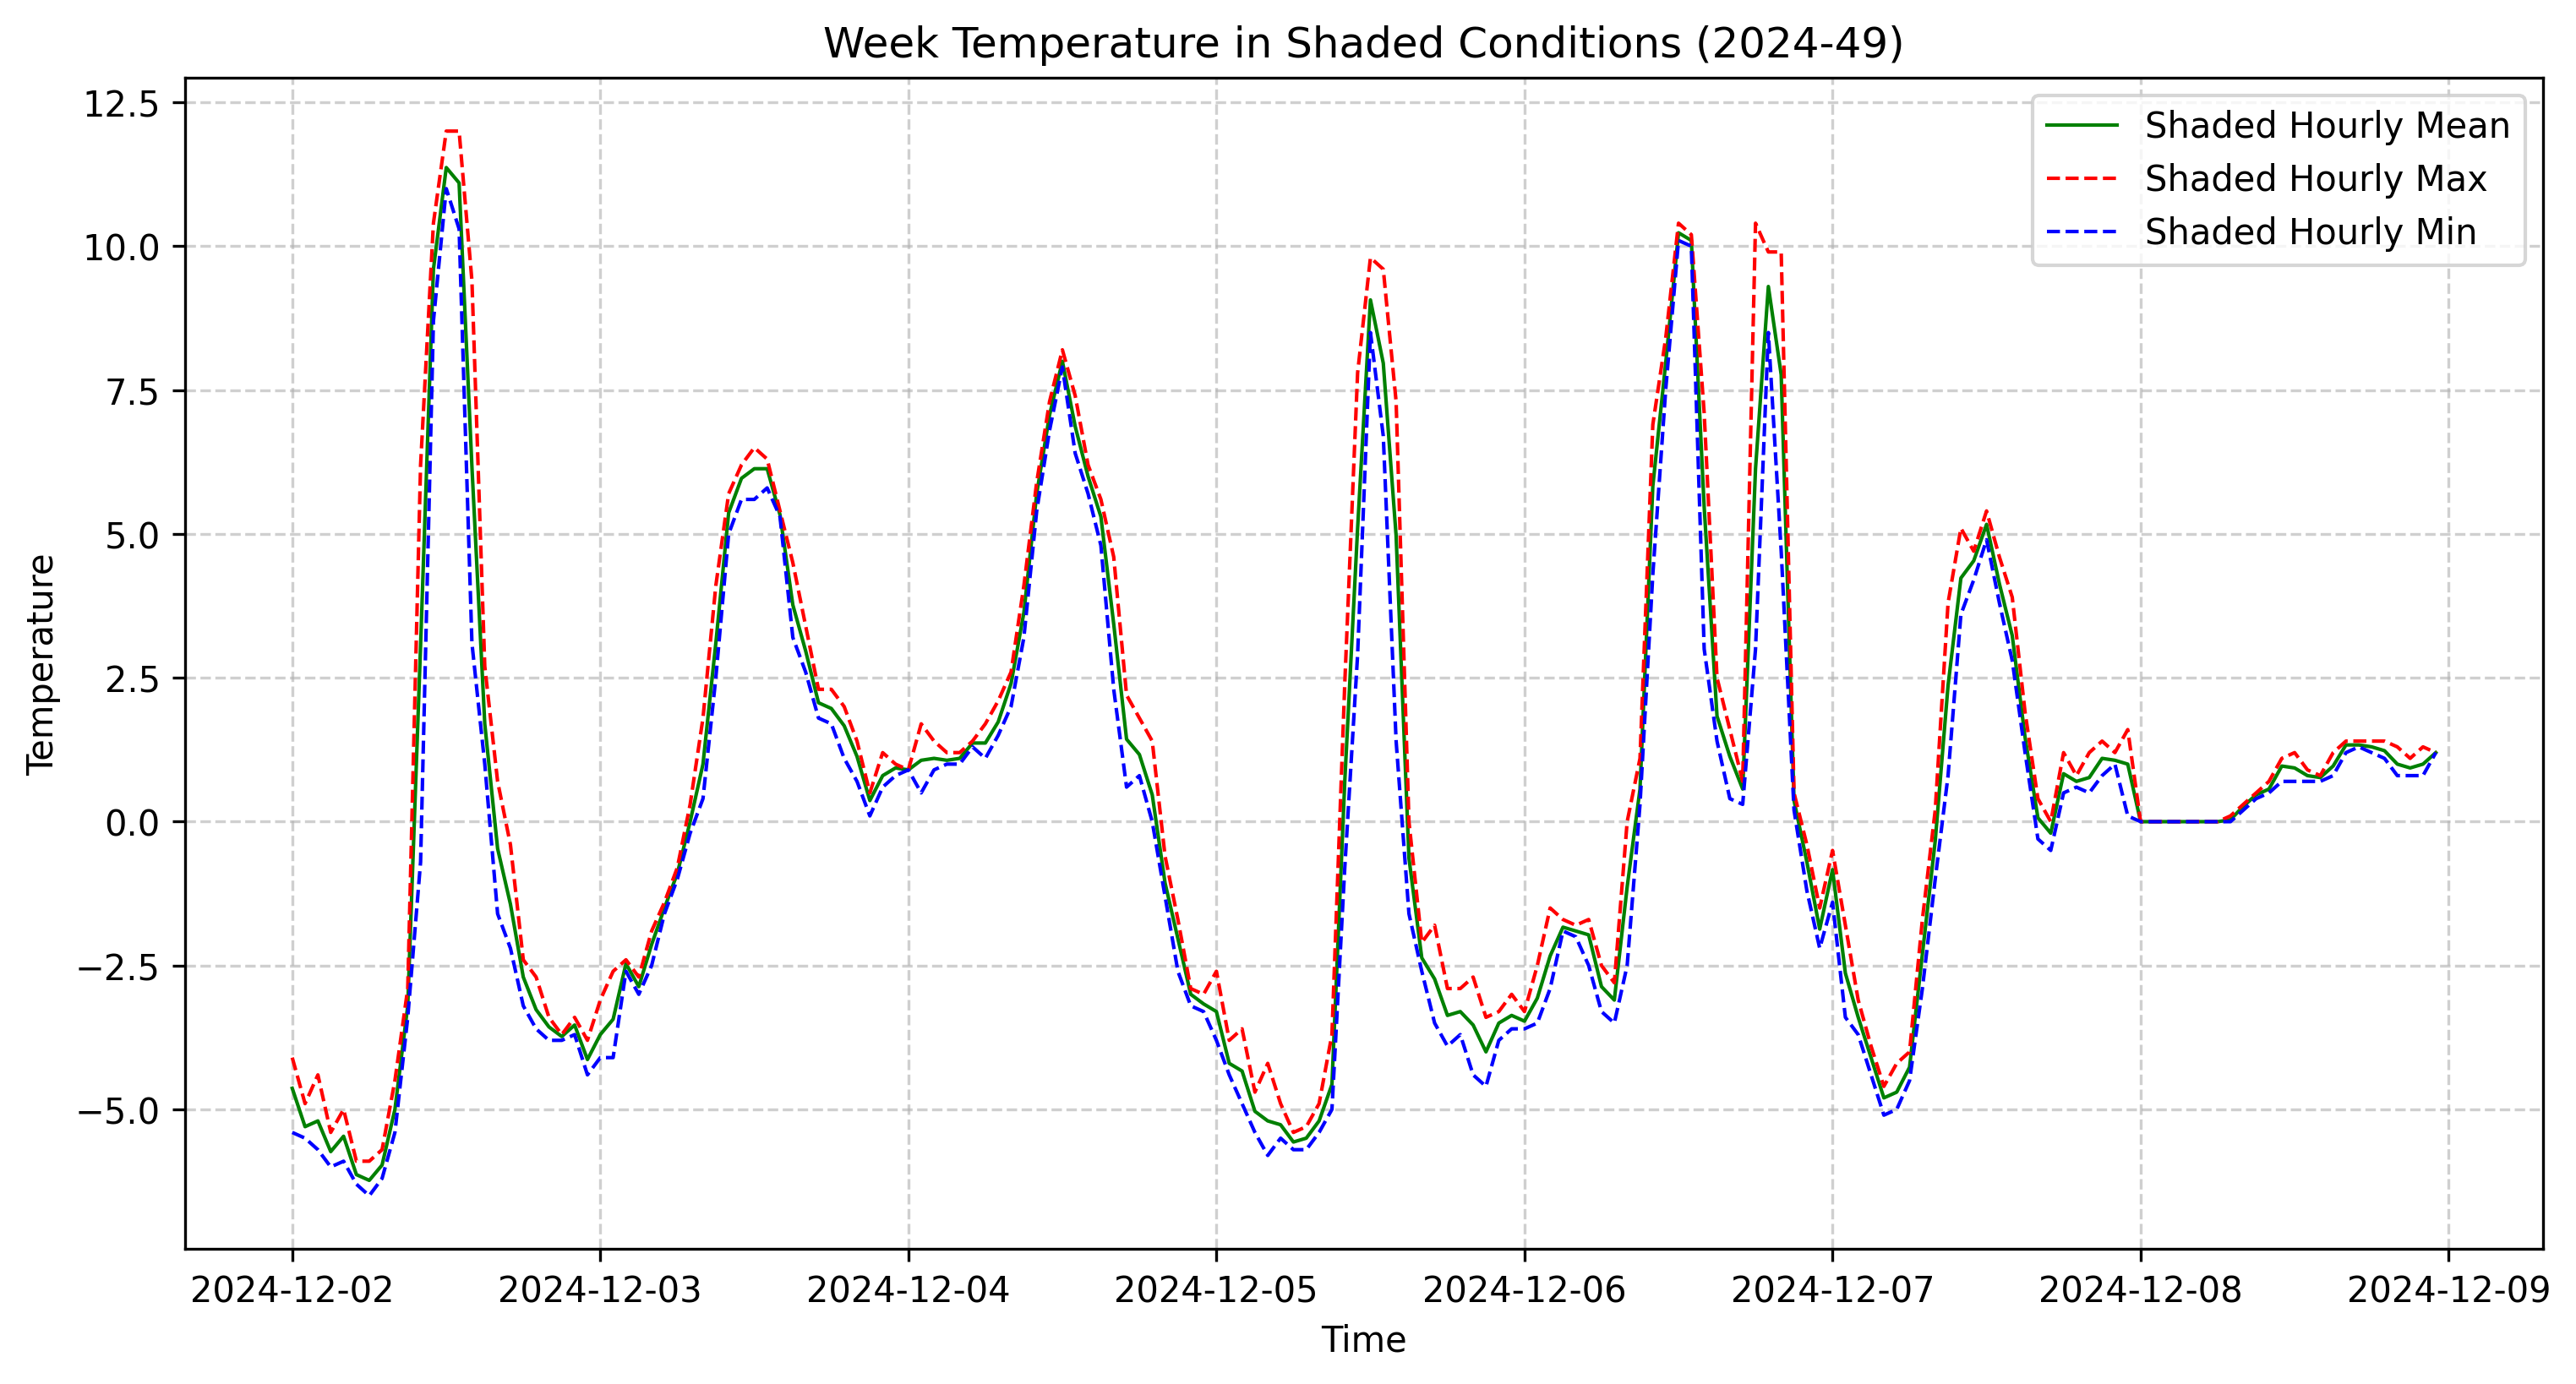 Week Temperature in Shaded Conditions (2024-49)
Shaded Hourly Mean
Shaded Hourly Max
Shaded Hourly Min
12.5
10.0
7.5
5.0
2.5
0.0
−2.5
−5.0
Temperature
2024-12-02 2024-12-03 2024-12-04 2024-12-05 2024-12-06 2024-12-07 2024-12-08 2024-12-09
Time